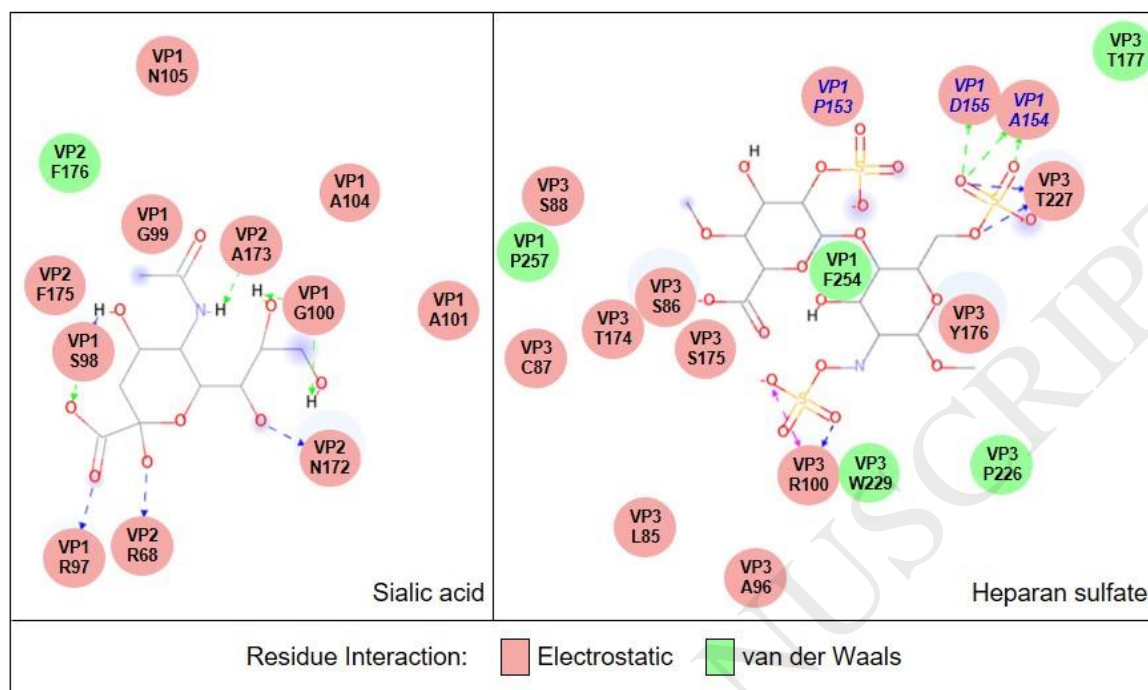 VP1
N105
VP2
F176
VP1
A104
VP1
G99
VP2
A173
VP2
F175
VP1
G100
VP1
A101
VP1
S98
VP2
N172
VP1
R97
VP2
R68
H
O
N
H
H
O
H
O
O
H
O
O
O
O
O
Sialic acid
VP3
T177
VP1
P153
VP1
D155
VP1
A154
VP3
T227
VP3
S88
VP1
P257
VP1
F254
VP3
S86
VP3
T174
VP3
S175
VP3
C87
VP3
Y176
VP3
R100
VP3
W229
VP3
P226
VP3
L85
VP3
A96
H
O
O
O
S
O
O
O
O
O
O
S
O
O
O
O
O
O
O
H
O
O
O
N
O
S
O
O
Heparan sulfate
Residue Interaction: Electrostatic van der Waals
NUSCRIPT